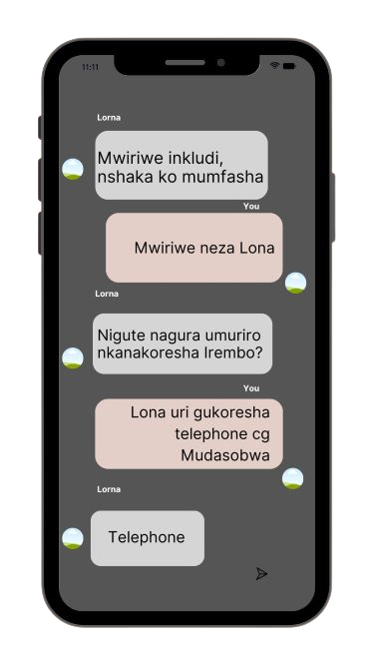 11:11
Lorna
Mwiriwe inkludi,
nshaka ko mumfasha
You
Mwiriwe neza Lona
Lorna
Nigute nagura umuriro
nkanakoresha Irembo?
You
Lona uri gukoresha
telephone cg
Mudasobwa
Lorna
Telephone